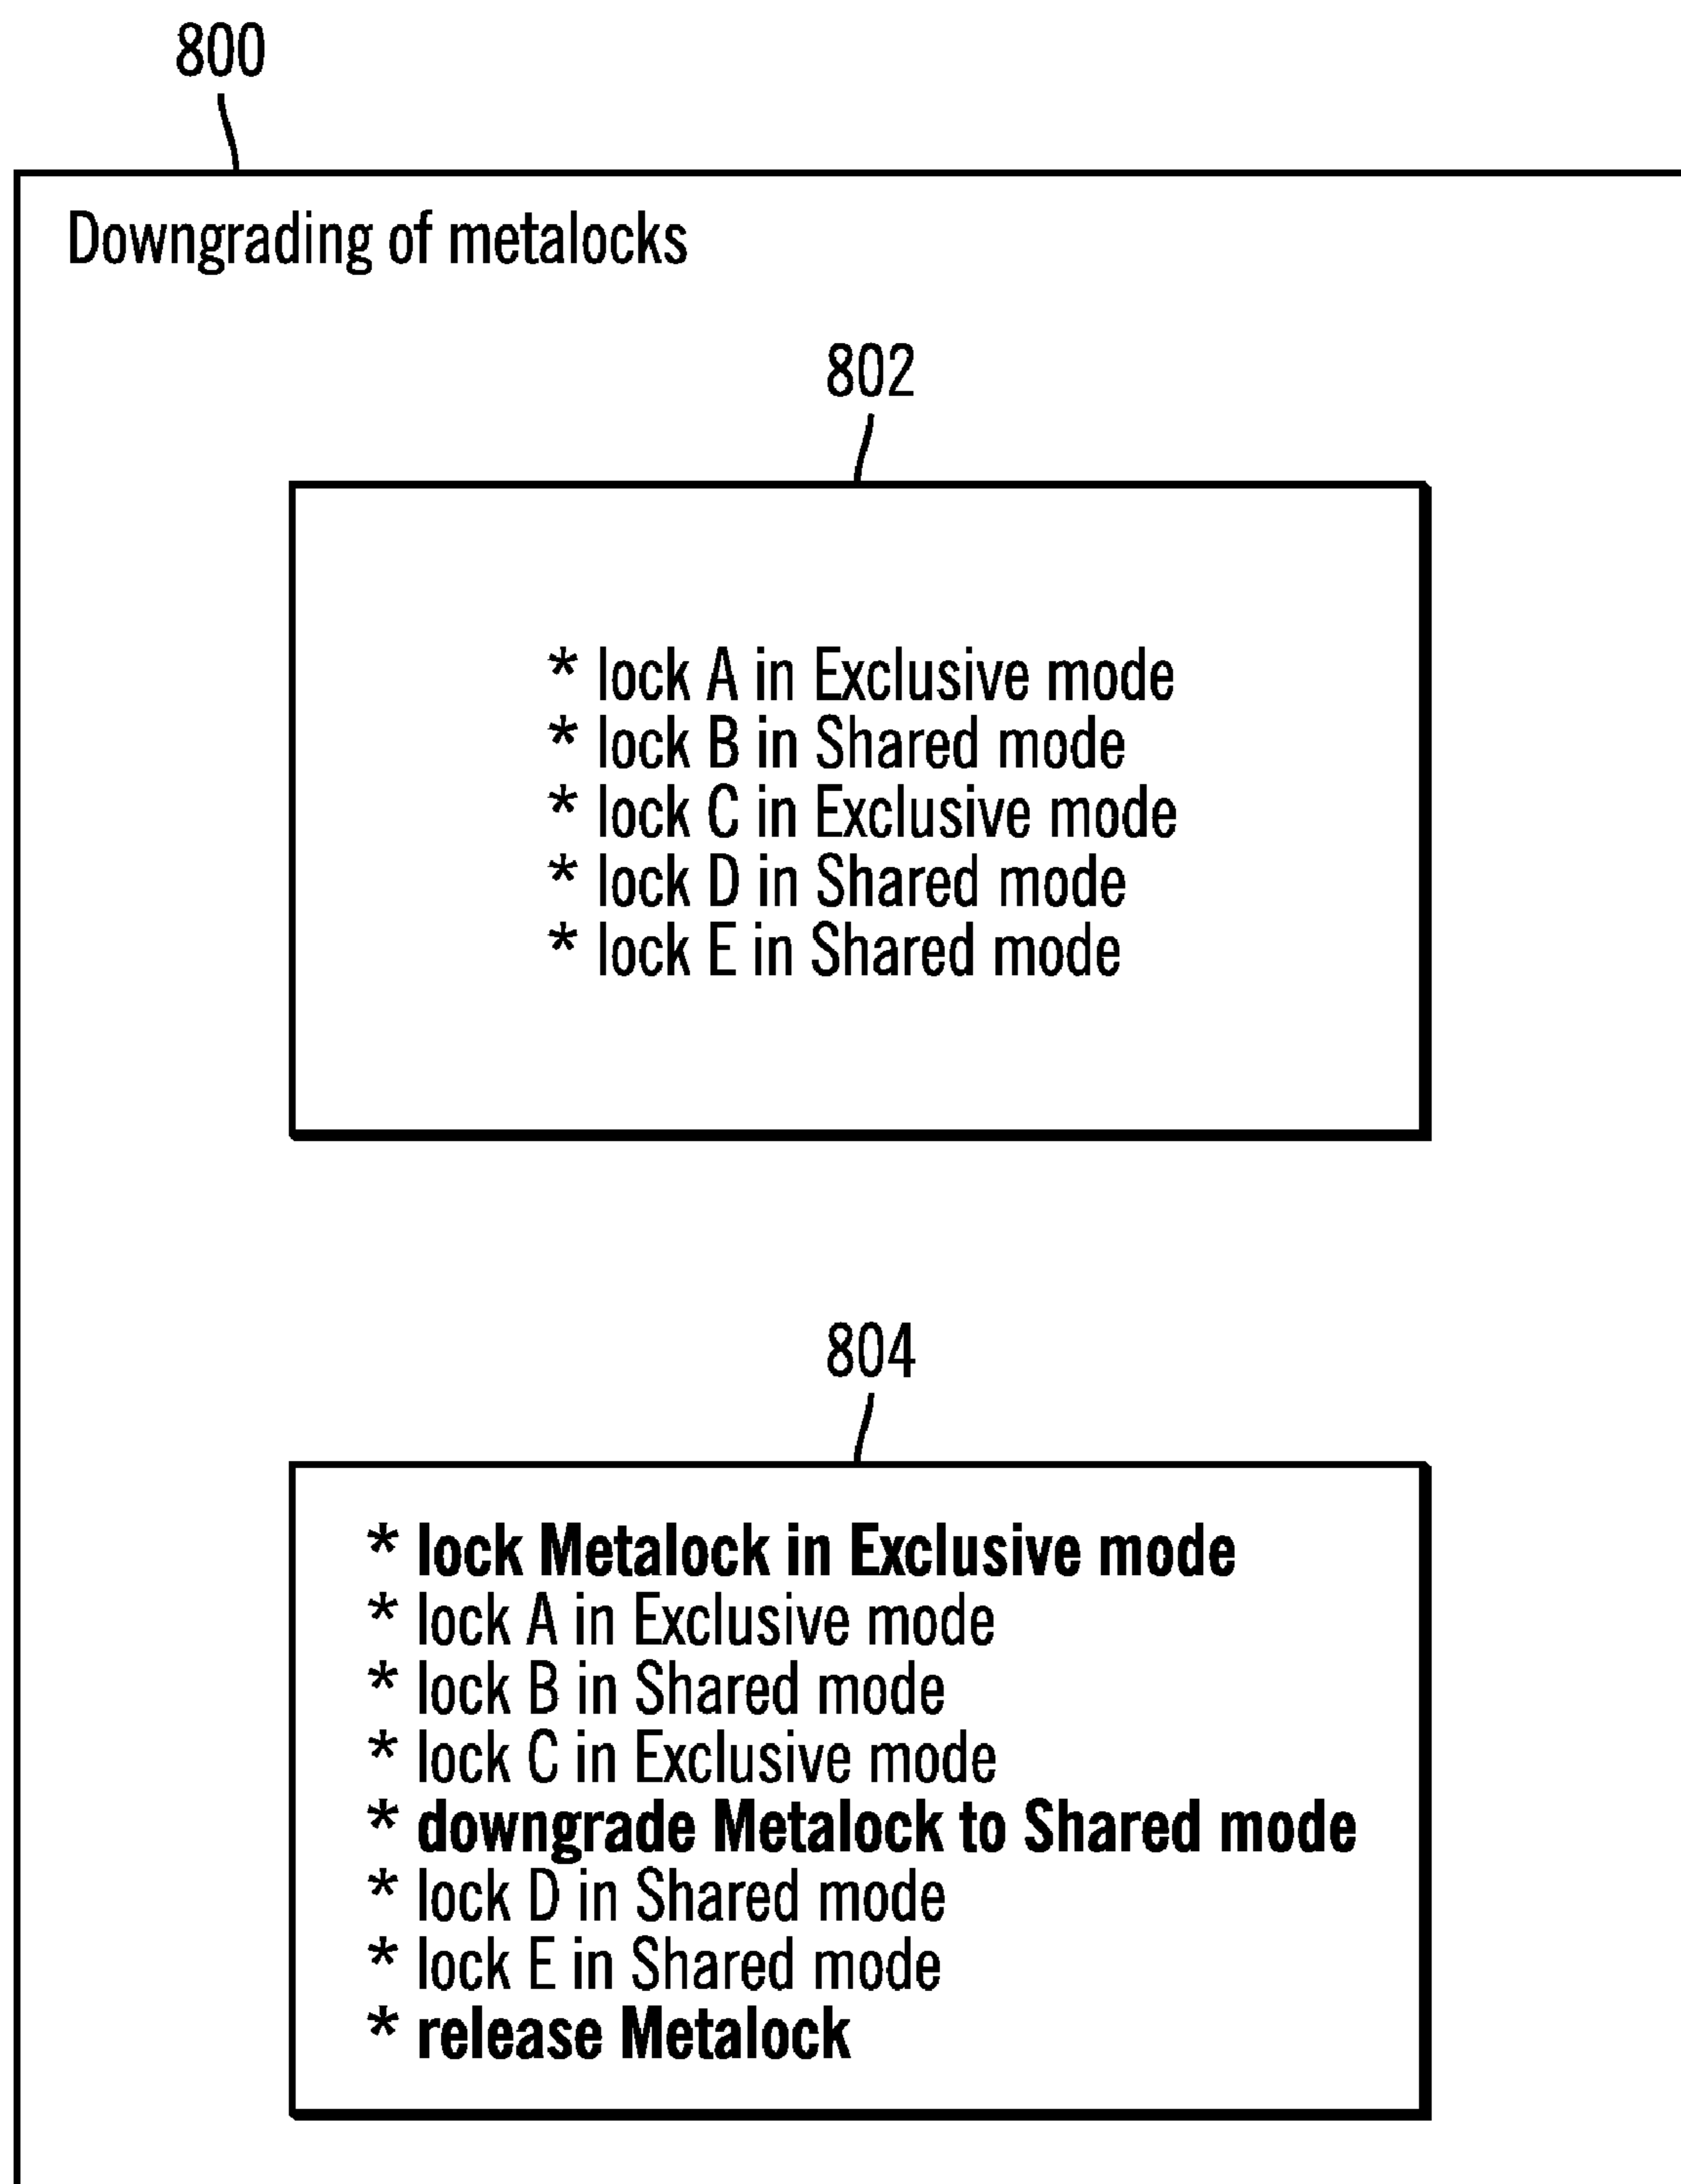 800
Downgrading of metalocks
802
* lock A in Exclusive mode
* lock B in Shared mode
* lock C in Exclusive mode
* lock D in Shared mode
* lock E in Shared mode
804
* lock Metalock in Exclusive mode
* lock A in Exclusive mode
* lock B in Shared mode
* lock C in Exclusive mode
* downgrade Metalock to Shared mode
* lock D in Shared mode
* lock E in Shared mode
* release Metalock